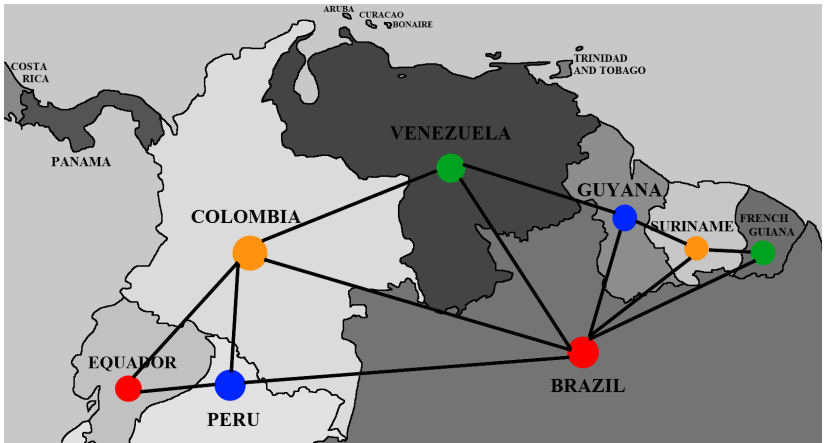 ARUBA
CURACAO
BONAIRE
COSTA
RICA
TRINIDAD
AND TOBAGO
PANAMA
VENEZUELA
GUYANA
COLOMBIA
SURINAME
FRENCH
GUIANA
EQUADOR
BRAZIL
PERU